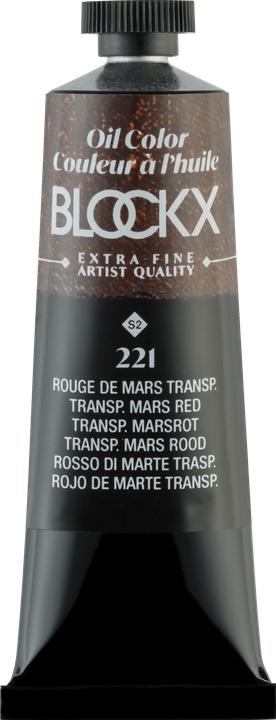 Oil Color
Couleur à l'huile
BLOCKX
EXTRA FINE
ARTIST QUALITY
S2
221
ROUGE DE MARS TRANSP.
TRANSP. MARS RED
TRANSP. MARSROT
TRANSP. MARS ROOD
ROSSO DI MARTE TRASP.
ROJO DE MARTE TRANSP.